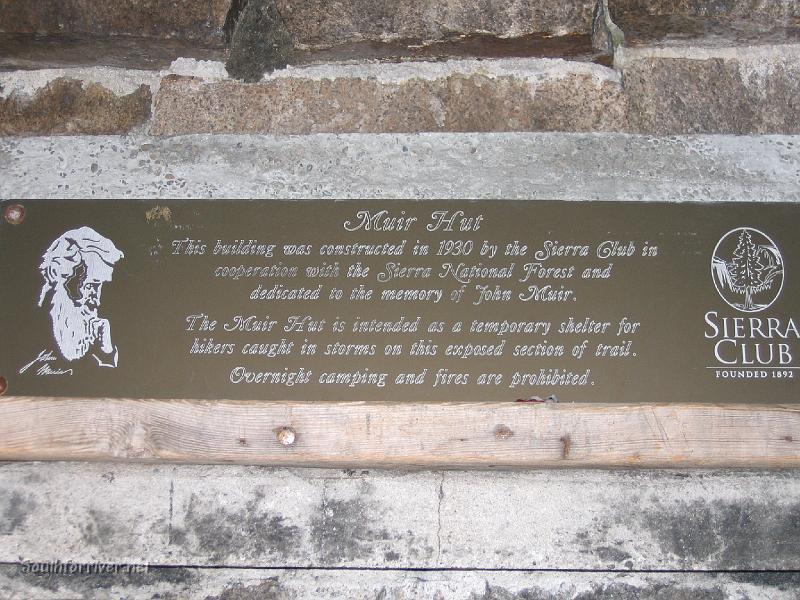 Muir Hut
This building was constructed in 1930 by the Sierra Club in
cooperation with the Sierra National Forest and
dedicated to the memory of John Muir.
The Muir Hut is intended as a temporary shelter for
hikers caught in storms on this exposed section of trail.
Overnight camping and fires are prohibited.
John
Muir
SIERRA
CLUB
FOUNDED 1892
Southforriver.net